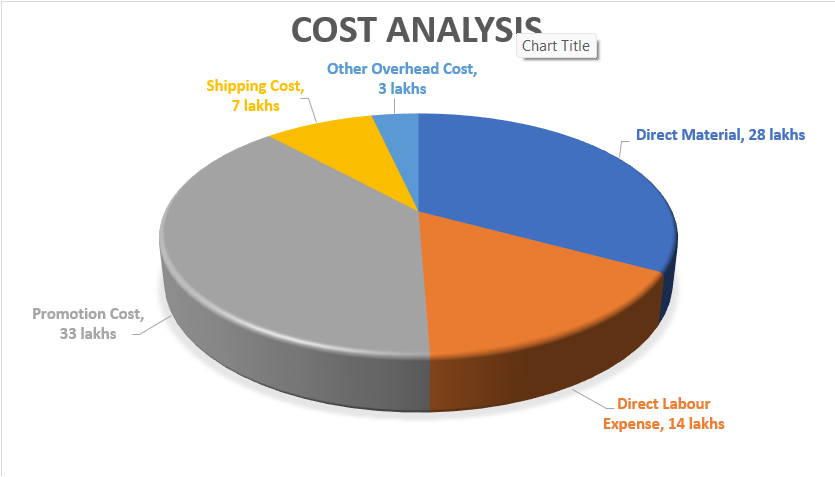 COST ANALYSIS
Chart Title
Other Overhead Cost,
3 lakhs
Shipping Cost,
7 lakhs
Direct Material, 28 lakhs
Promotion Cost,
33 lakhs
Direct Labour
Expense, 14 lakhs